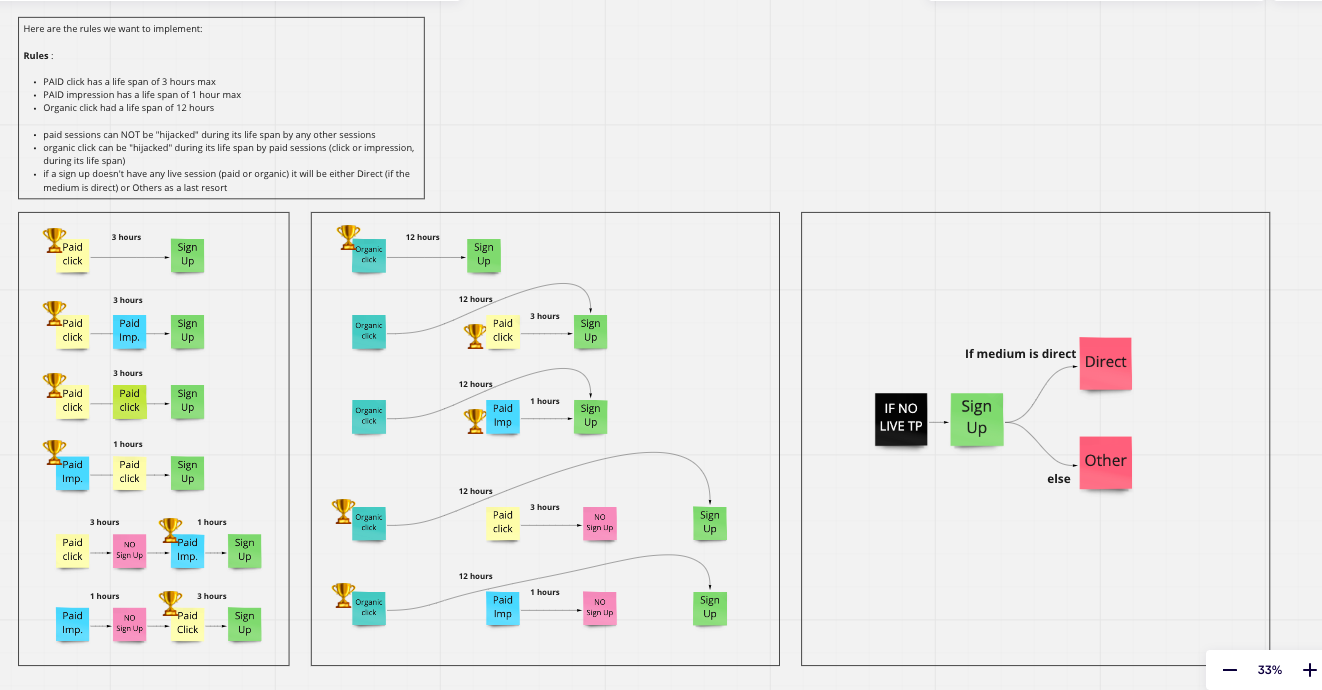 Here are the rules we want to implement:
Rules :
• PAID click has a life span of 3 hours max
• PAID impression has a life span of 1 hour max
• Organic click had a life span of 12 hours
• paid sessions can NOT be "hijacked" during its life span by any other sessions
• organic click can be "hijacked" during its life span by paid sessions (click or impression,
during its life span)
• if a sign up doesn't have any live session (paid or organic) it will be either Direct (if the
medium is direct) or Others as a last resort
3 hours
Paid
click
Sign
Up
3 hours
Paid
click
Paid
Imp.
Sign
Up
3 hours
Paid
click
Paid
click
Sign
Up
1 hours
Paid
Imp.
Paid
click
Sign
Up
3 hours
1 hours
Paid
click
NO
Sign Up
Paid
Imp.
Sign
Up
1 hours
3 hours
Paid
Imp.
NO
Sign Up
Paid
Click
Sign
Up
12 hours
Organic
click
Sign
Up
12 hours
3 hours
Organic
click
Paid
click
Sign
Up
12 hours
1 hours
Organic
click
Paid
Imp
Sign
Up
12 hours
3 hours
Organic
click
Paid
click
NO
Sign Up
Sign
Up
12 hours
1 hours
Organic
click
Paid
Imp
NO
Sign Up
Sign
Up
If medium is direct
Direct
IF NO
LIVE TP
Sign
Up
Other
else
33%